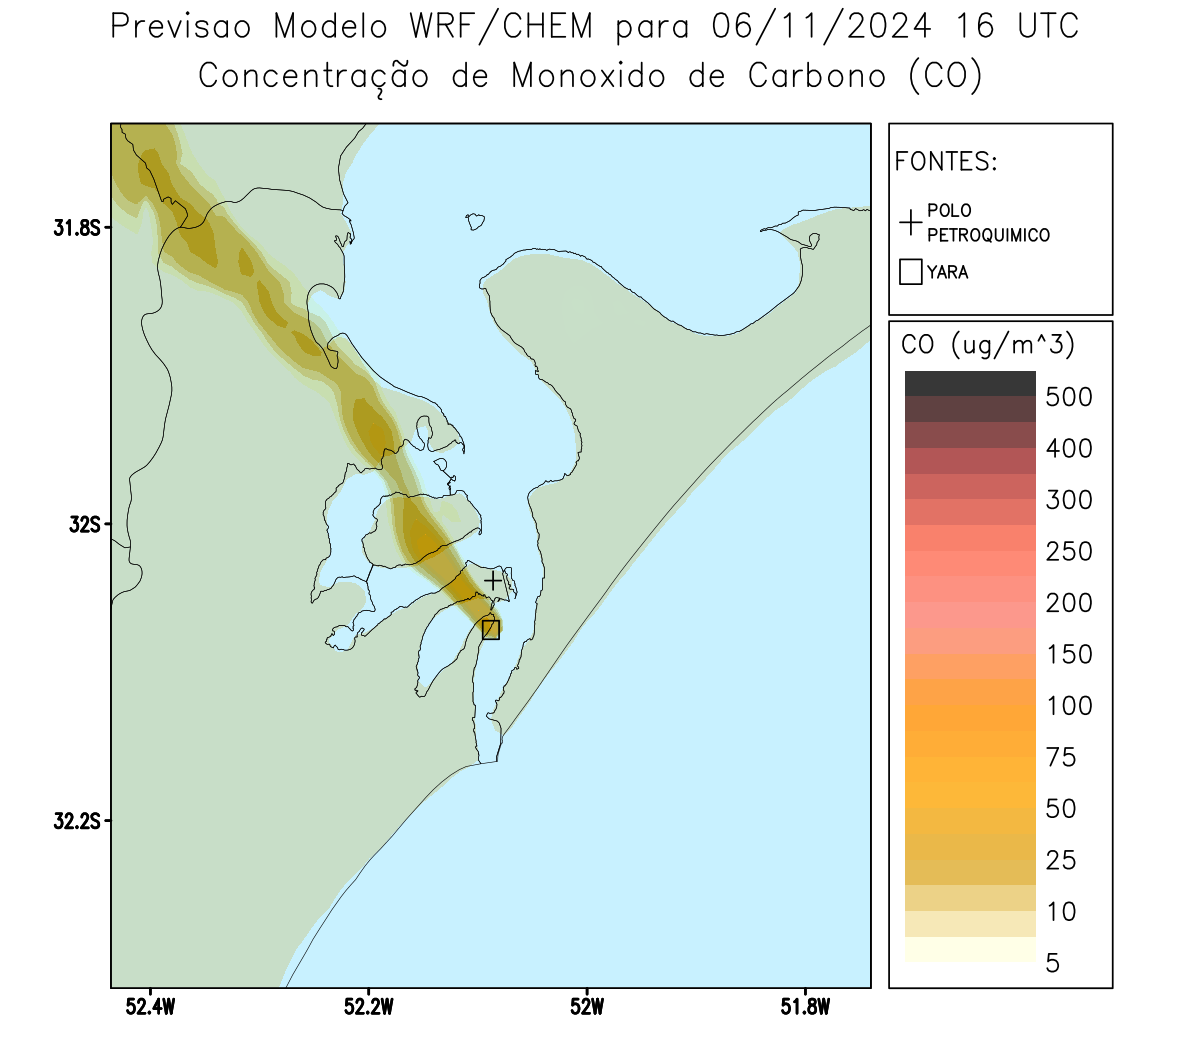 Previsao Modelo WRF/CHEM para 06/11/2024 16 UTC
Concentração de Monoxido de Carbono (CO)
FONTES:
POLO
PETROQUIMICO
YARA
CO (ug/m^3)
500
400
300
250
200
150
100
75
50
25
10
5
31.8S
32S
32.2S
52.4W
52.2W
52W
51.8W